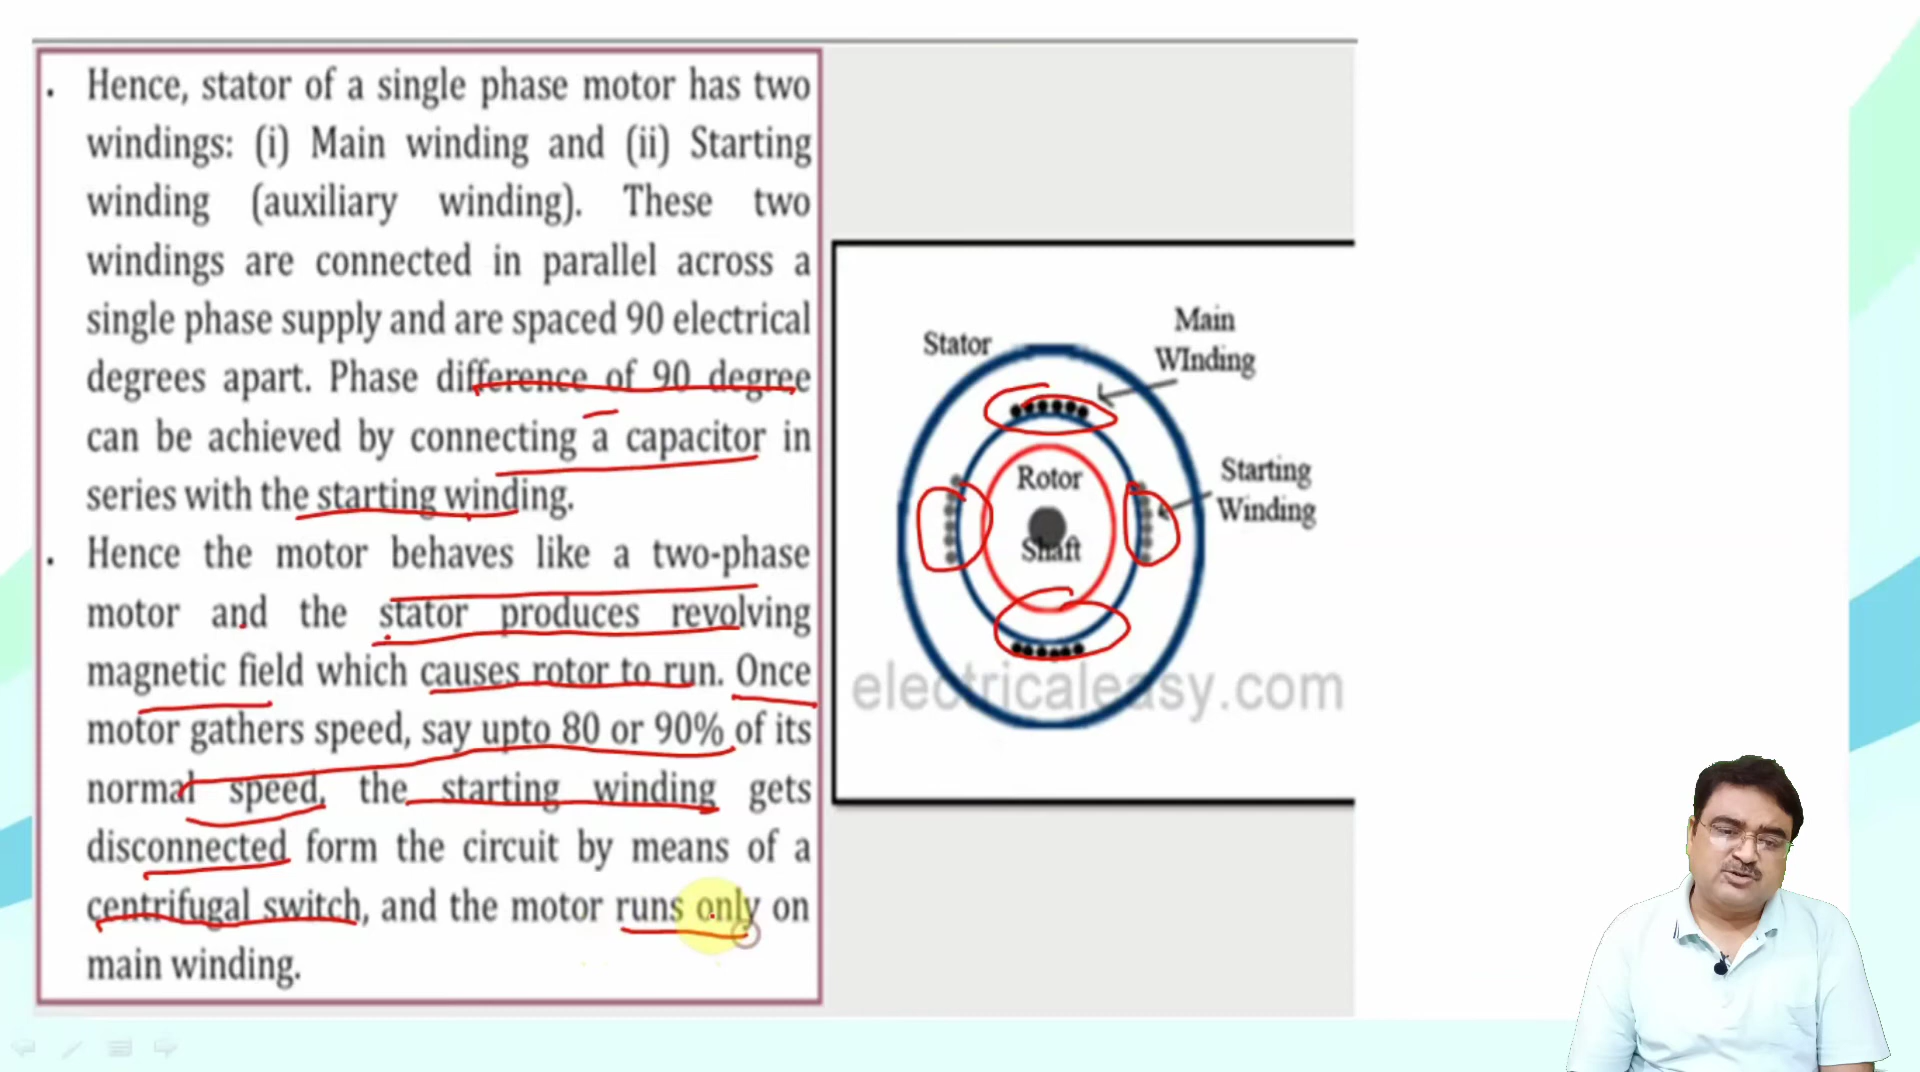 • Hence, stator of a single phase motor has two
windings: (i) Main winding and (ii) Starting
winding (auxiliary winding). These two
windings are connected in parallel across a
single phase supply and are spaced 90 electrical
degrees apart. Phase difference of 90 degree
can be achieved by connecting a capacitor in
series with the starting winding.
• Hence the motor behaves like a two-phase
motor and the stator produces revolving
magnetic field which causes rotor to run. Once
motor gathers speed, say upto 80 or 90% of its
normal speed, the starting winding gets
disconnected form the circuit by means of a
centrifugal switch, and the motor runs only on
main winding.
Stator
Main
WInding
Starting
Winding
Rotor
Shaft
electricaleasy.com